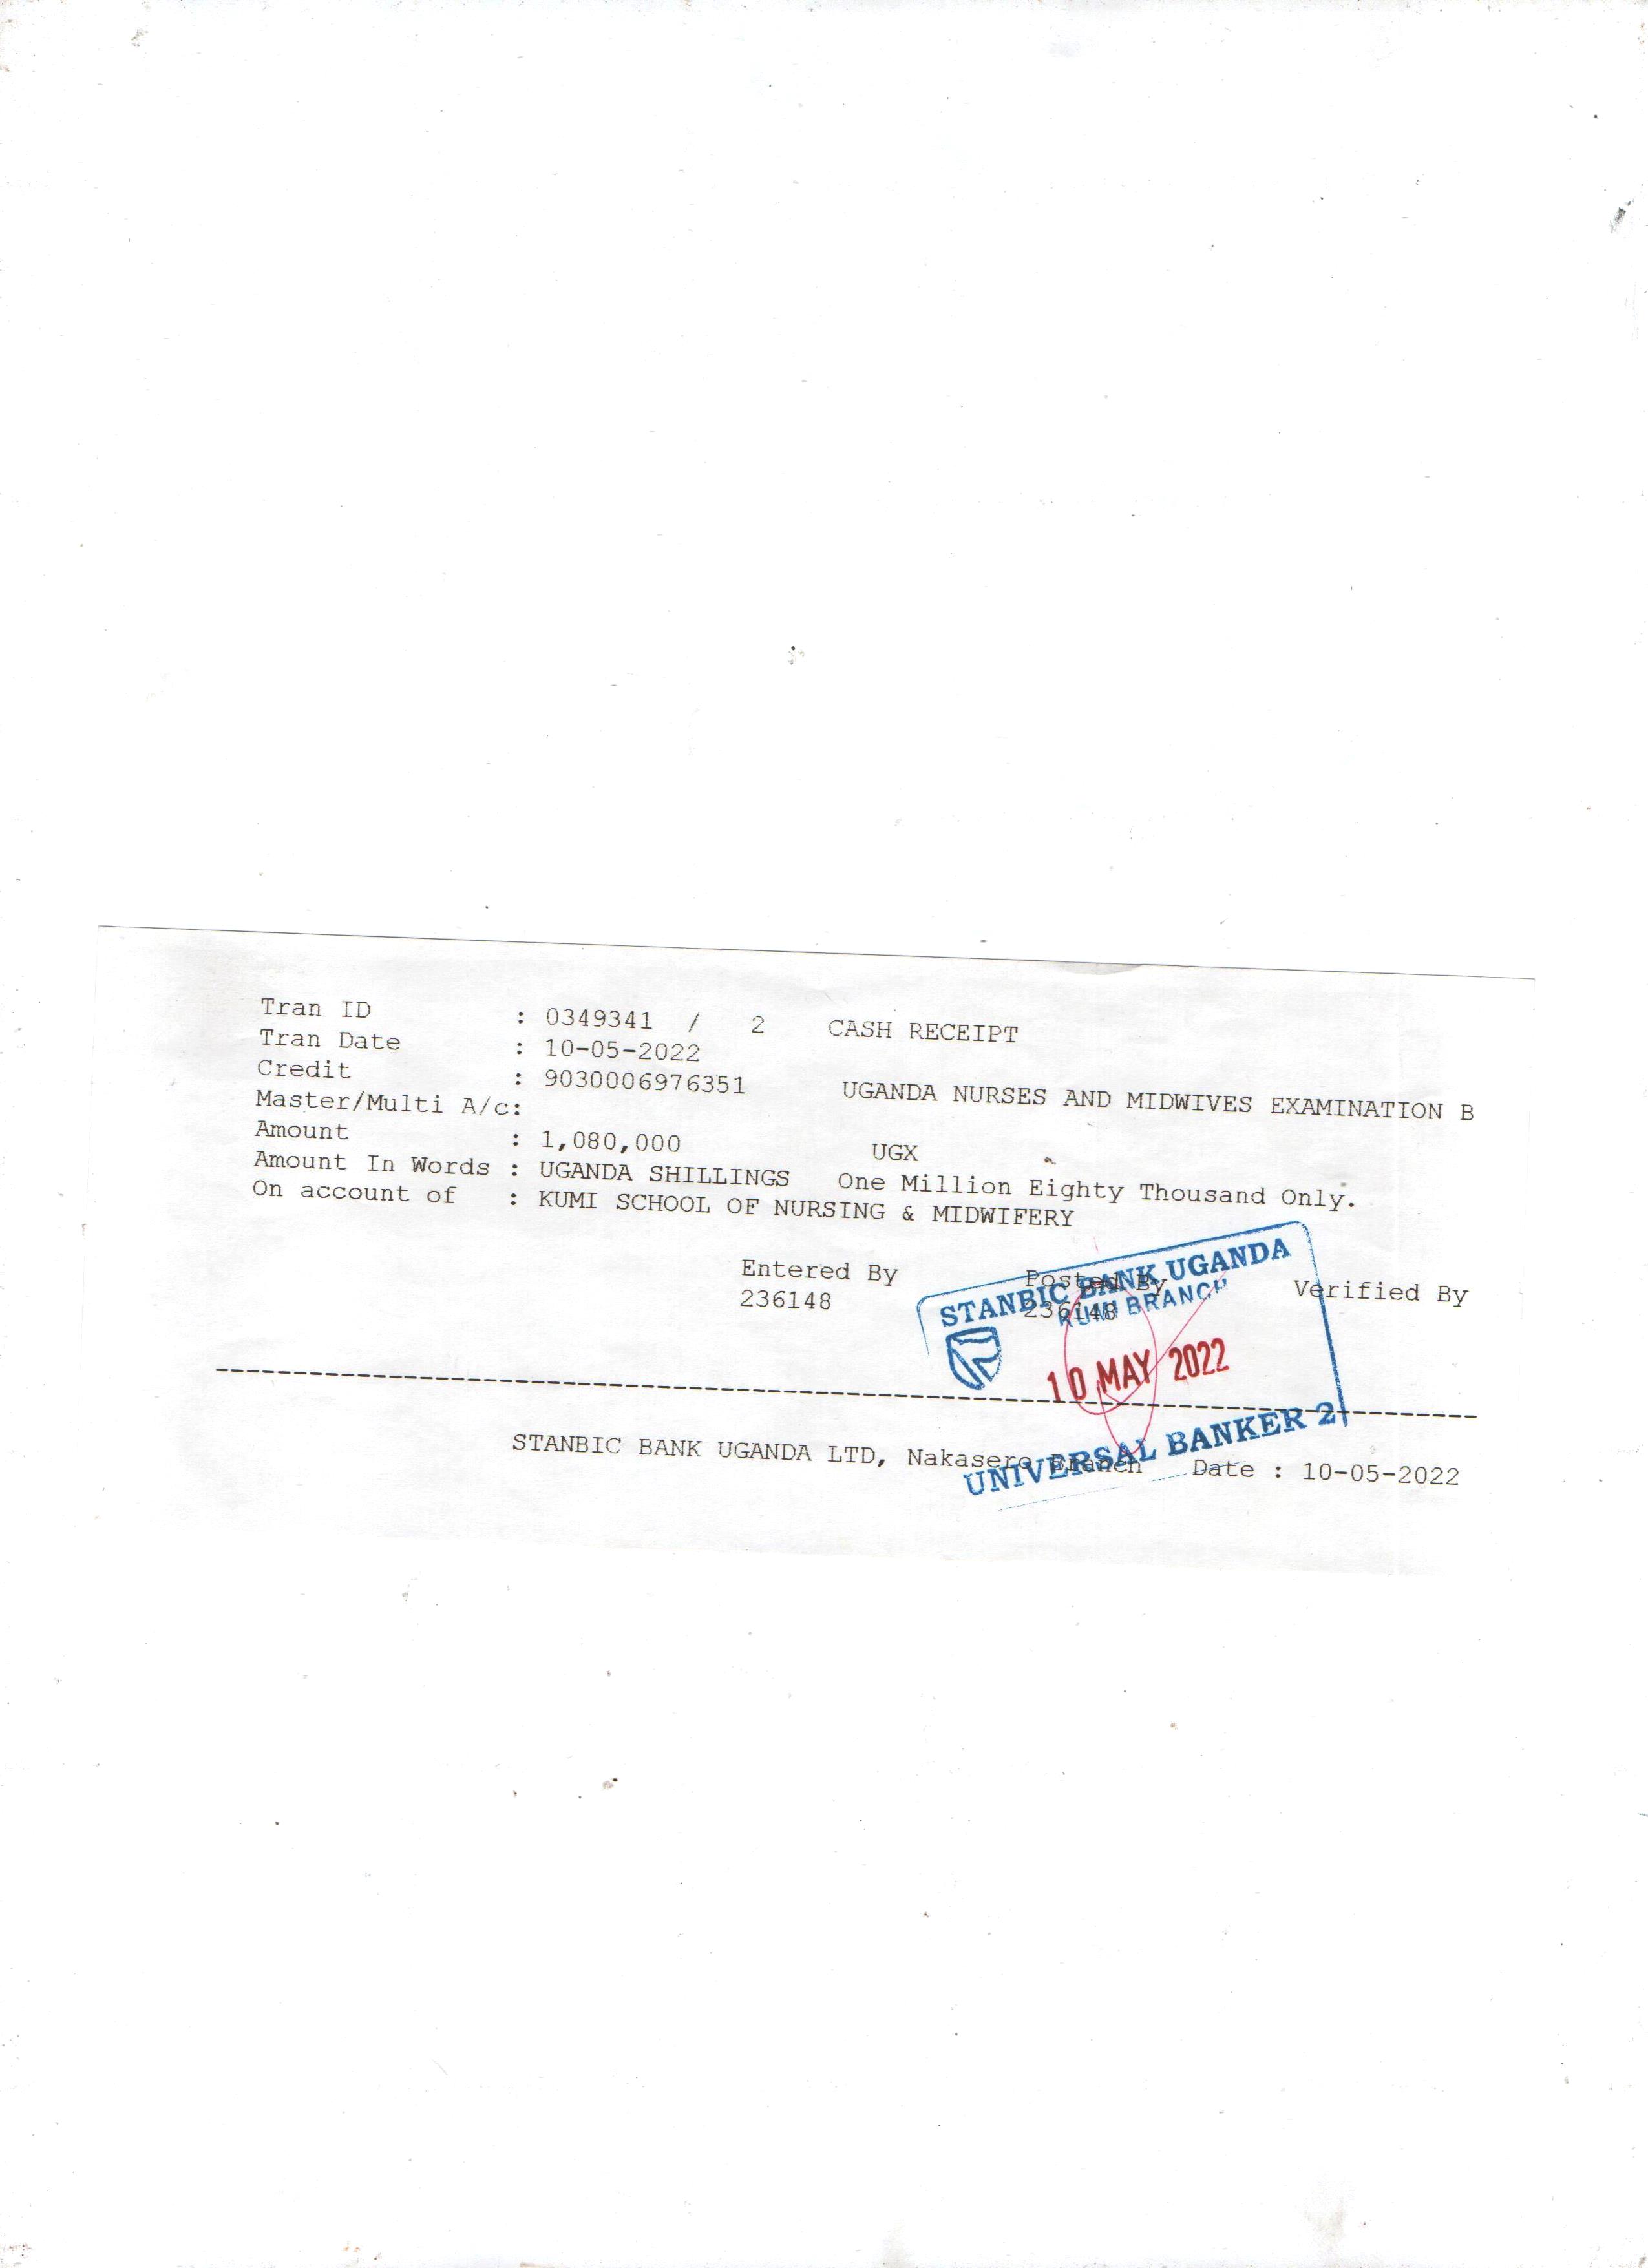 Tran ID : 0349341 / 2 CASH RECEIPT
Tran Date : 10-05-2022
Credit : 9030006976351 UGANDA NURSES AND MIDWIVES EXAMINATION B
Master/Multi A/c:
Amount : 1,080,000 UGX
Amount In Words : UGANDA SHILLINGS One Million Eighty Thousand Only.
On account of : KUMI SCHOOL OF NURSING & MIDWIFERY
Entered By Posted By Verified By
236148 236148
STANBIC BANK UGANDA
KUMI BRANCH
10 MAY 2022
UNIVERSAL BANKER 2
STANBIC BANK UGANDA LTD, Nakasero Branch Date : 10-05-2022